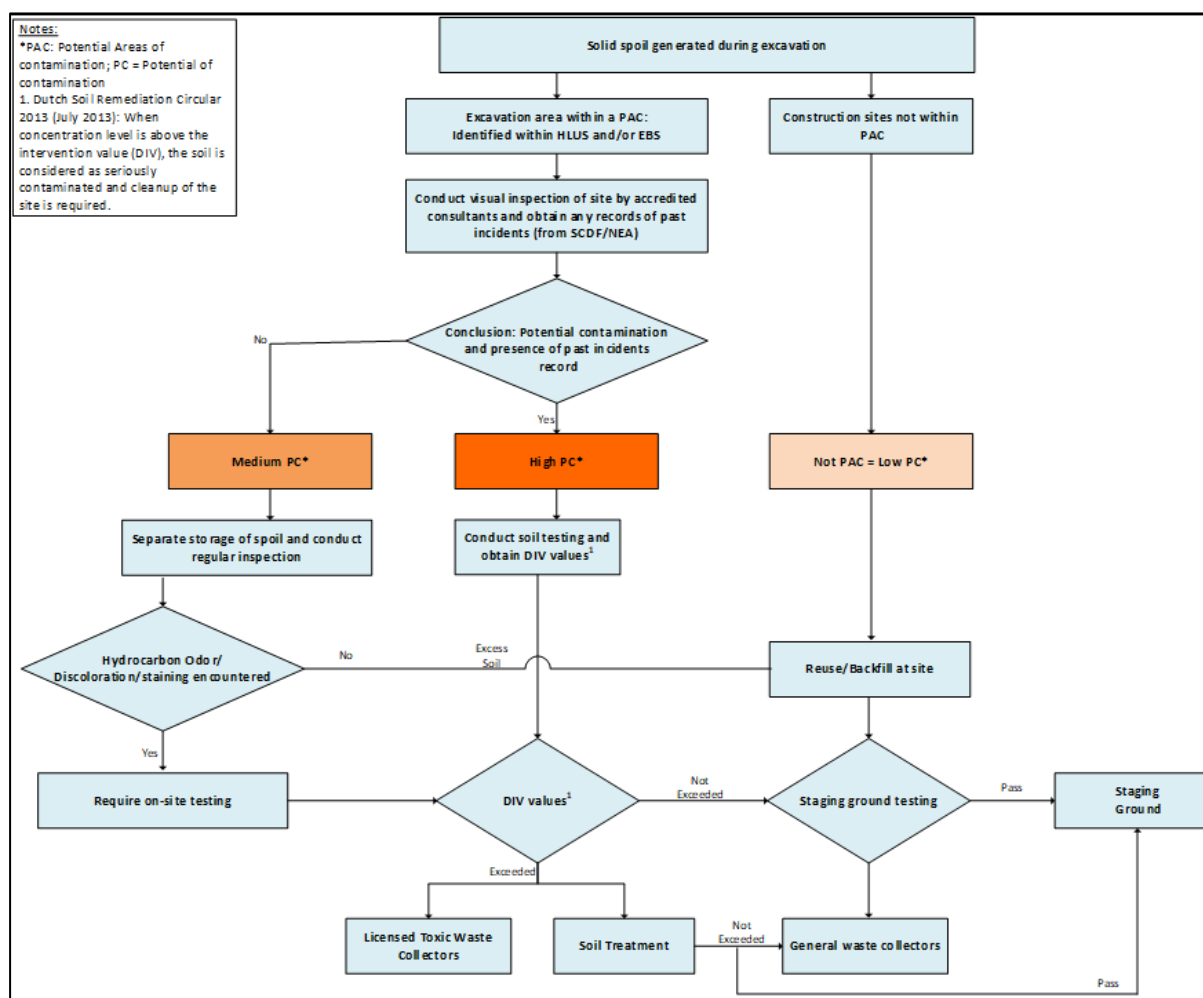 Notes:
*PAC: Potential Areas of
contamination; PC = Potential of
contamination
1. Dutch Soil Remediation Circular
2013 (July 2013): When
concentration level is above the
intervention value (DIV), the soil is
considered as seriously
contaminated and cleanup of the
site is required.
Solid spoil generated during excavation
Excavation area within a PAC:
Identified within HLUS and/or EBS
Construction sites not within
PAC
Conduct visual inspection of site by accredited
consultants and obtain any records of past
incidents (from SCDF/NEA)
Conclusion: Potential contamination
and presence of past incidents
record
No
Yes
Medium PC*
High PC*
Not PAC = Low PC*
Separate storage of spoil and conduct
regular inspection
Conduct soil testing and
obtain DIV values¹
Hydrocarbon Odor/
Discoloration/staining encountered
No
Excess
Soil
Reuse/Backfill at site
Yes
Require on-site testing
DIV values¹
Not
Exceeded
Staging ground testing
Pass
Staging
Ground
Exceeded
Licensed Toxic Waste
Collectors
Soil Treatment
Not
Exceeded
General waste collectors
Pass